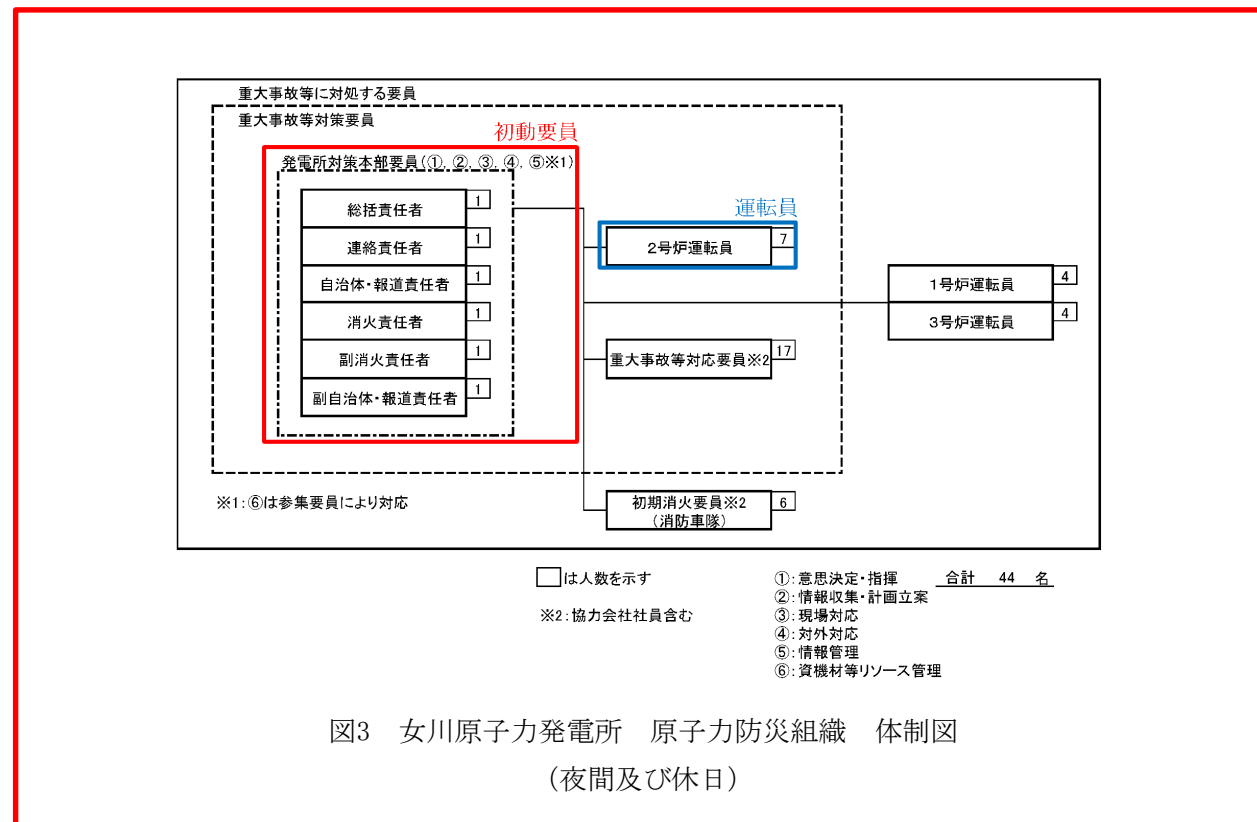 重大事故等に対処する要員
重大事故等対策要員
初動要員
発電所対策本部要員(①, ②, ③, ④, ⑤※1)
総括責任者 1
連絡責任者 1
自治体・報道責任者 1
消火責任者 1
副消火責任者 1
副自治体・報道責任者 1
運転員
2号炉運転員 7
1号炉運転員 4
3号炉運転員 4
重大事故等対応要員※2 17
初期消火要員※2 6
(消防車隊)
※1:⑥は参集要員により対応
は人数を示す
※2:協力会社社員含む
①:意思決定・指揮 合計 44 名
②:情報収集・計画立案
③:現場対応
④:対外対応
⑤:情報管理
⑥:資機材等リソース管理
図3 女川原子力発電所 原子力防災組織 体制図
(夜間及び休日)